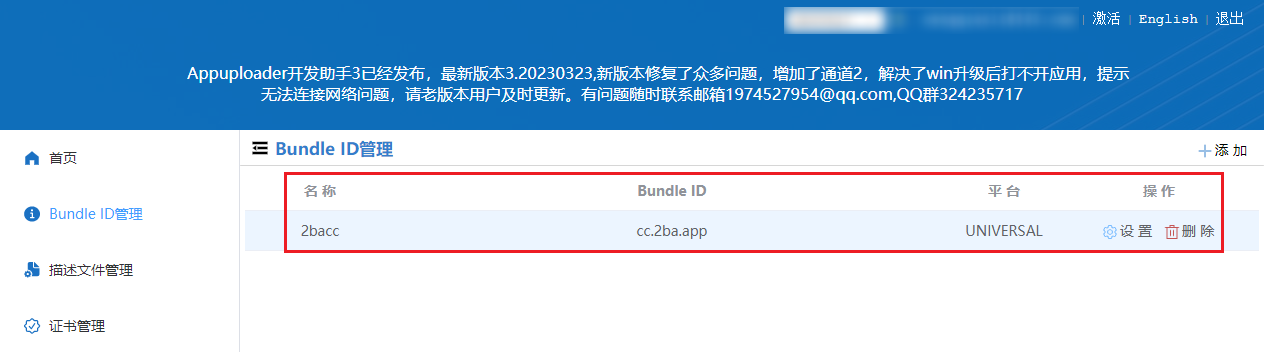 激活 | English | 退出
Appuploader开发助手3已经发布，最新版本3.20230323,新版本修复了众多问题，增加了通道2，解决了win升级后打不开应用，提示
无法连接网络问题，请老版本用户及时更新。有问题随时联系邮箱1974527954@qq.com,QQ群324235717
首页
Bundle ID管理
描述文件管理
证书管理
Bundle ID管理
添 加
名 称 Bundle ID 平 台 操 作
2bacc cc.2ba.app UNIVERSAL 设 置 删 除